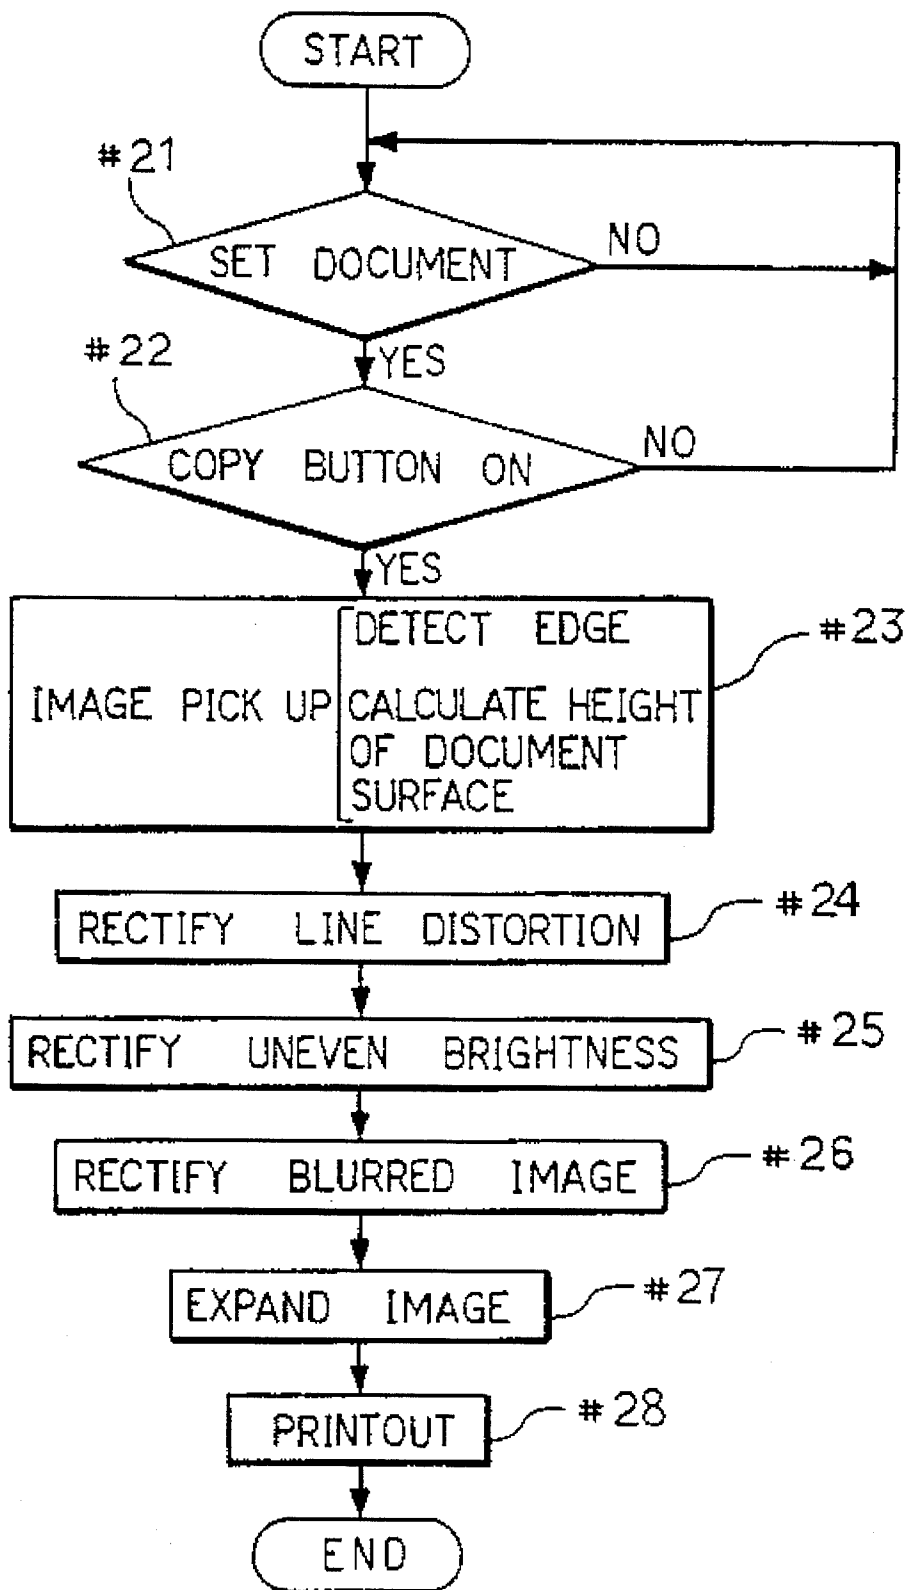 START
#21
SET DOCUMENT
NO
YES
#22
COPY BUTTON ON
NO
YES
#23
IMAGE PICK UP
DETECT EDGE
CALCULATE HEIGHT
OF DOCUMENT
SURFACE
#24
RECTIFY LINE DISTORTION
#25
RECTIFY UNEVEN BRIGHTNESS
#26
RECTIFY BLURRED IMAGE
#27
EXPAND IMAGE
#28
PRINTOUT
END